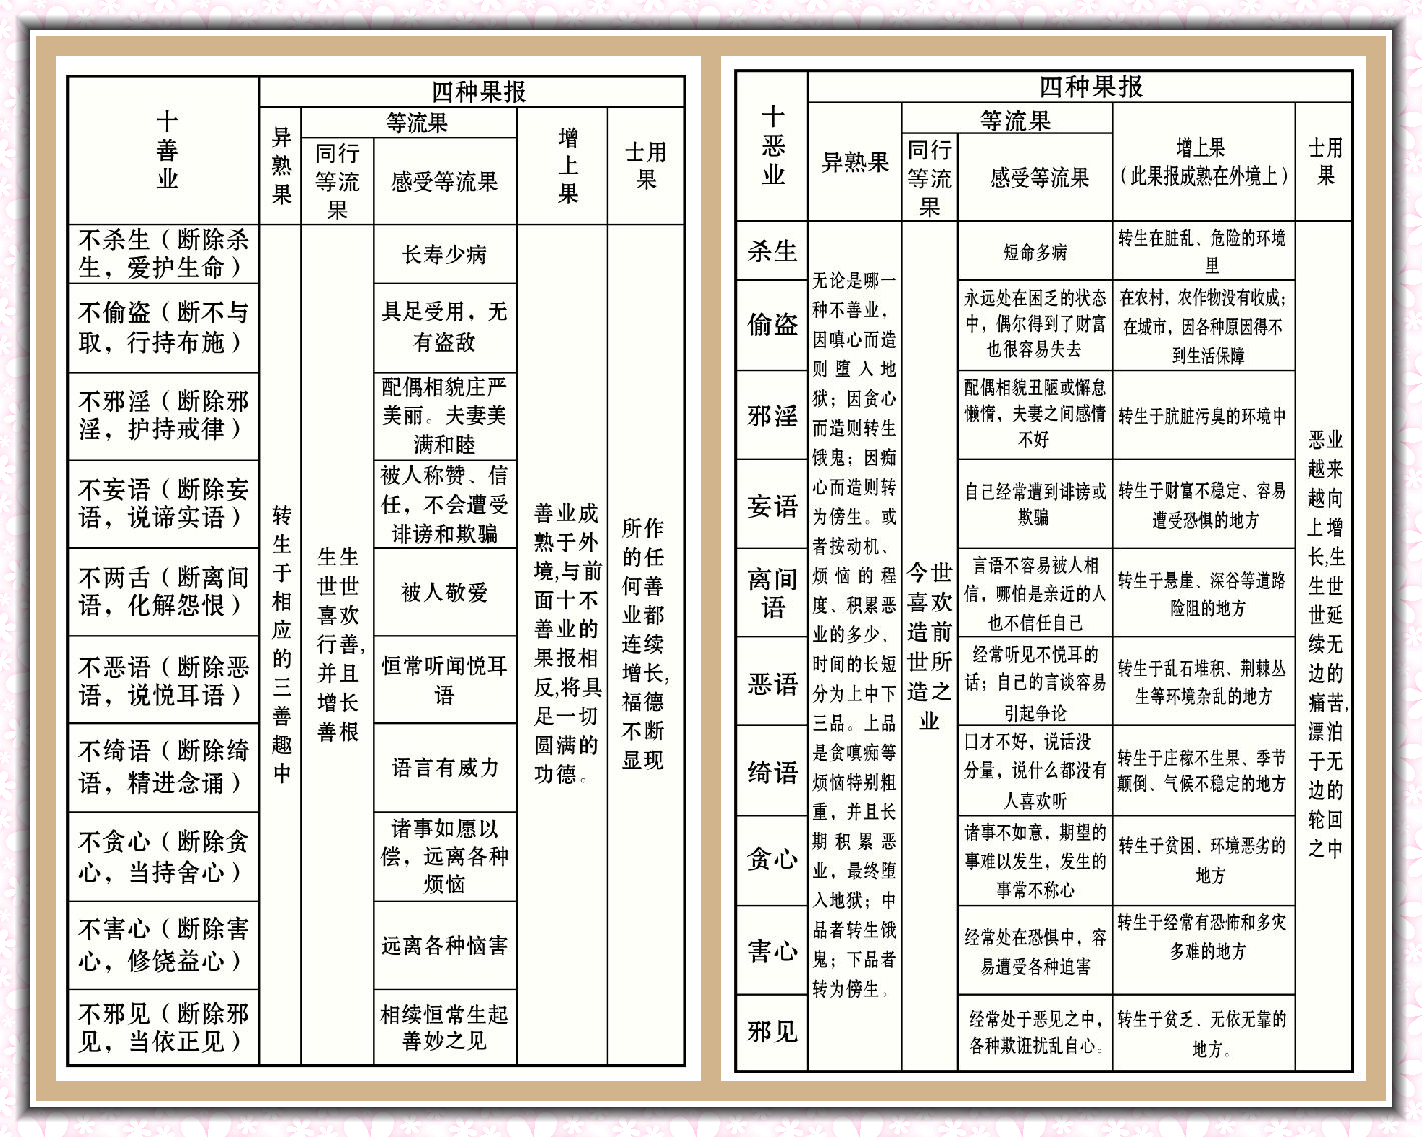 四种果报
十
善
业
异
熟
果
等流果
同行
等流
果
感受等流果
增
上
果
士用
果
不杀生（断除杀
生，爱护生命）
长寿少病
不偷盗（断不与
取，行持布施）
具足受用，无
有盗敌
不邪淫（断除邪
淫，护持戒律）
配偶相貌庄严
美丽。夫妻美
满和睦
不妄语（断除妄
语，说谛实语）
被人称赞、信
任，不会遭受
诽谤和欺骗
不两舌（断离间
语，化解怨恨）
被人敬爱
不恶语（断除恶
语，说悦耳语）
恒常听闻悦耳
语
不绮语（断除绮
语，精进念诵）
语言有威力
不贪心（断除贪
心，当持舍心）
诸事如愿以
偿，远离各种
烦恼
不害心（断除害
心，修饶益心）
远离各种恼害
不邪见（断除邪
见，当依正见）
相续恒常生起
善妙之见
转
生
于
相
应
的
三
善
趣
中
生生
世世
喜欢
行善，
并且
增长
善根
善业成
熟于外
境,与前
面十不
善业的
果报相
反,将具
足一切
圆满的
功德。
所作
的任
何善
业都
连续
增长，
福德
不断
显现
四种果报
十
恶
业
异熟果
等流果
同行
等流
果
感受等流果
增上果
（此果报成熟在外境上）
士用
果
杀生
短命多病
转生在脏乱、危险的环境
里
偷盗
永远处在困乏的状态
中，偶尔得到了财富
也很容易失去
在农村，农作物没有收成；
在城市，因各种原因得不
到生活保障
邪淫
配偶相貌丑陋或懈怠
懒惰，夫妻之间感情
不好
转生于肮脏污臭的环境中
妄语
自己经常遭到诽谤或
欺骗
转生于财富不稳定、容易
遭受恐惧的地方
离间
语
言语不容易被人相
信，哪怕是亲近的人
也不信任自己
转生于悬崖、深谷等道路
险阻的地方
恶语
经常听见不悦耳的
话；自己的言谈容易
引起争论
转生于乱石堆积、荆棘丛
生等环境杂乱的地方
绮语
口才不好，说话没
分量，说什么都没有
人喜欢听
转生于庄稼不生果、季节
颠倒、气候不稳定的地方
贪心
诸事不如意，期望的
事难以发生，发生的
事常不称心
转生于贫困、环境恶劣的
地方
害心
经常处在恐惧中，容
易遭受各种迫害
转生于经常有恐怖和多灾
多难的地方
邪见
经常处于恶见之中，
各种欺诳扰乱自心。
转生于贫乏、无依无靠的
地方。
无论是哪一
种不善业，
因嗔心而造
则堕入地
狱；因贪心
而造则转生
饿鬼；因痴
心而造则转
为傍生。或
者按动机、
烦恼的程
度、积累恶
业的多少、
时间的长短
分为上中下
三品。上品
是贪嗔痴等
烦恼特别粗
重，并且长
期积累恶
业，最终堕
入地狱；中
品者转生饿
鬼；下品者
转为傍生。
今世
喜欢
造前
世所
造之
业
恶业
越来
越向
上增
长,生
生世
世延
续无
边的
痛苦，
漂泊
于无
边的
轮回
之中